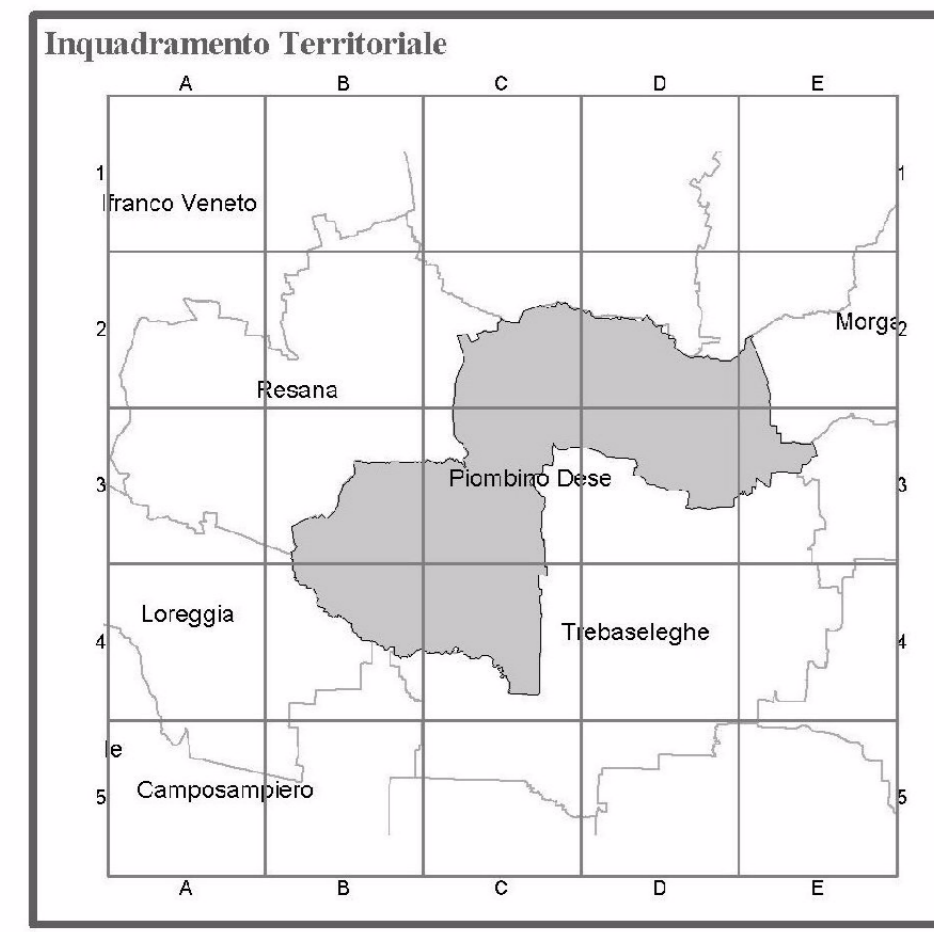 Inquadramento Territoriale
A B C D E
1 1
lfranco Veneto
2 Morga 2
Resana
3 Piombino Dese 3
Loreggia
4 Trebaseleghe 4
le
Camposampiero
5 5
A B C D E